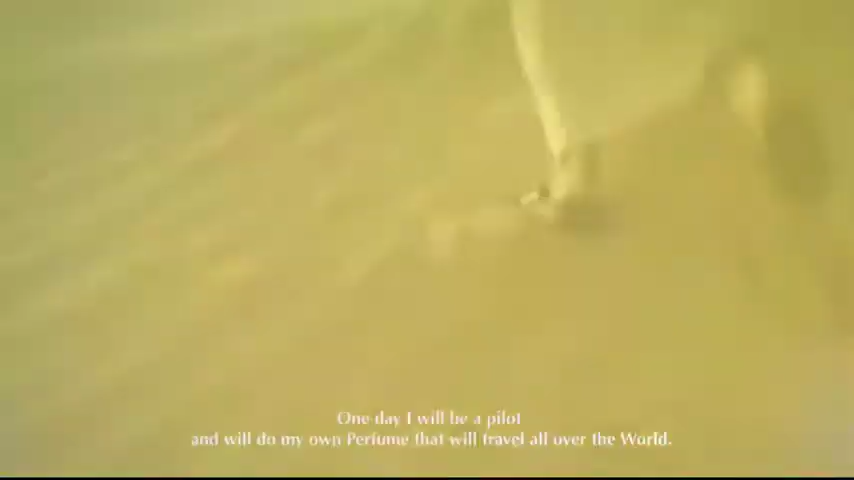 One day I will be a pilot
and will do my own Perfume that will travel all over the World.